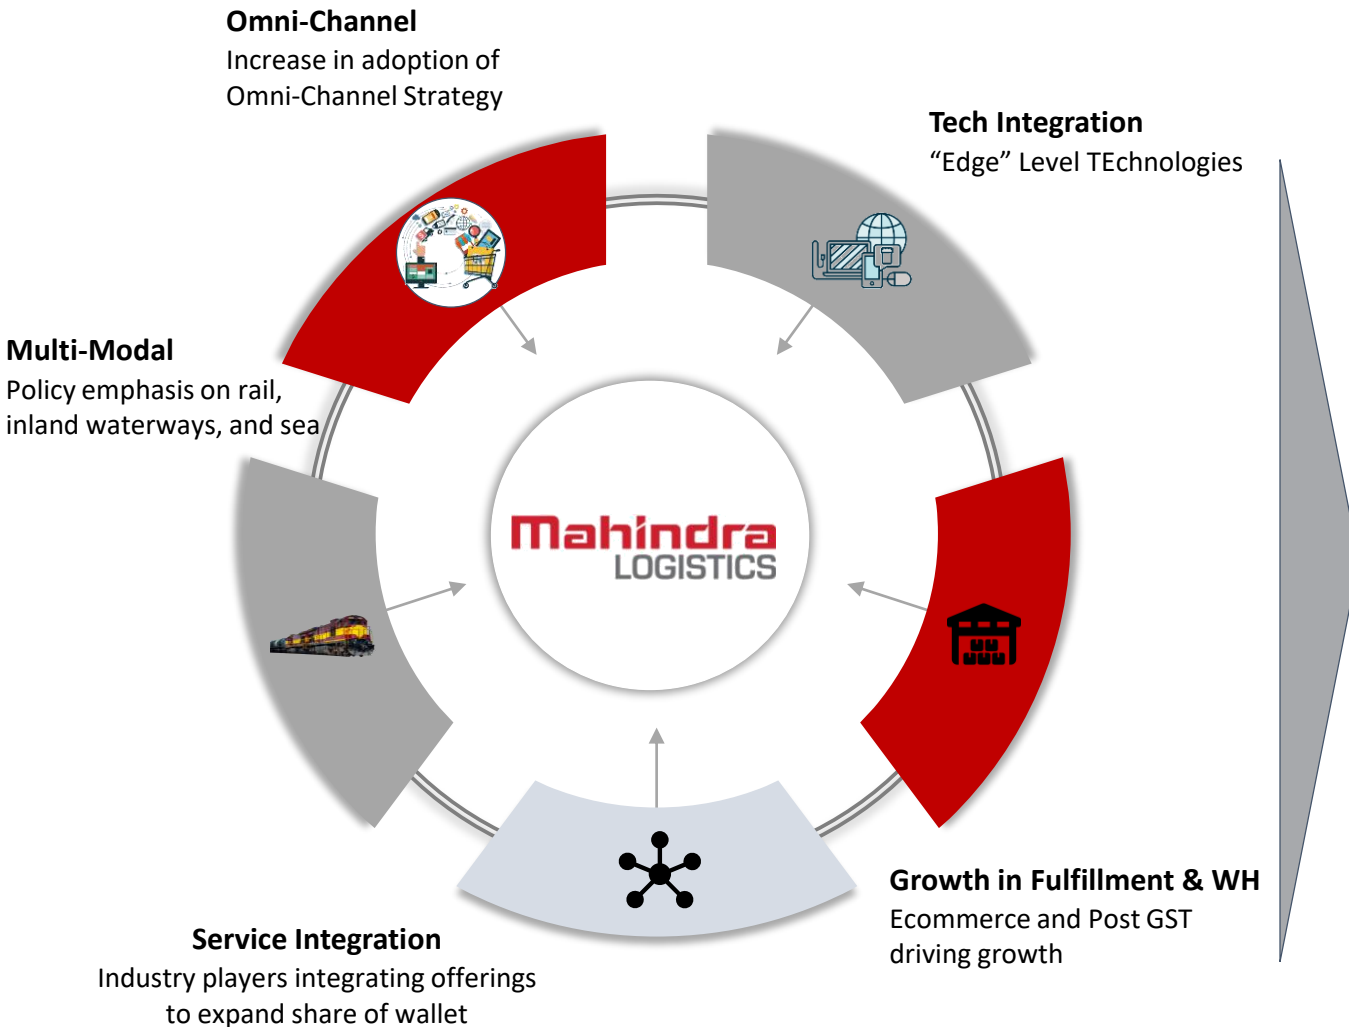 Omni-Channel
Increase in adoption of
Omni-Channel Strategy
Tech Integration
“Edge” Level TEchnologies
Multi-Modal
Policy emphasis on rail,
inland waterways, and sea
Mahindra
LOGISTICS
Growth in Fulfillment & WH
Ecommerce and Post GST
driving growth
Service Integration
Industry players integrating offerings
to expand share of wallet